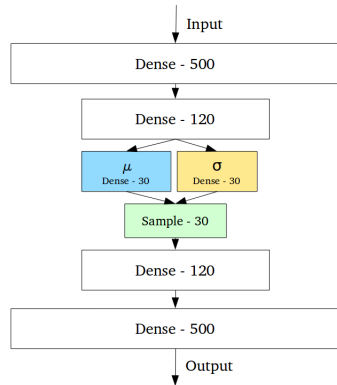 Input
Dense - 500
Dense - 120
μ
Dense - 30
σ
Dense - 30
Sample - 30
Dense - 120
Dense - 500
Output